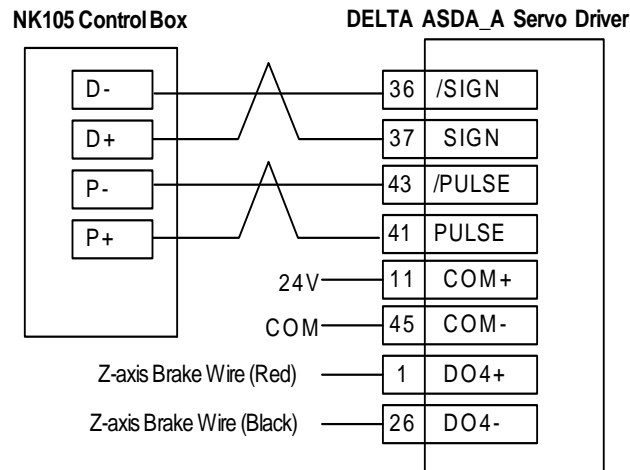 NK105 Control Box
DELTA ASDA_A Servo Driver
D- 36 /SIGN
D+ 37 SIGN
P- 43 /PULSE
P+ 41 PULSE
24V 11 COM+
COM 45 COM-
Z-axis Brake Wire (Red) 1 DO4+
Z-axis Brake Wire (Black) 26 DO4-